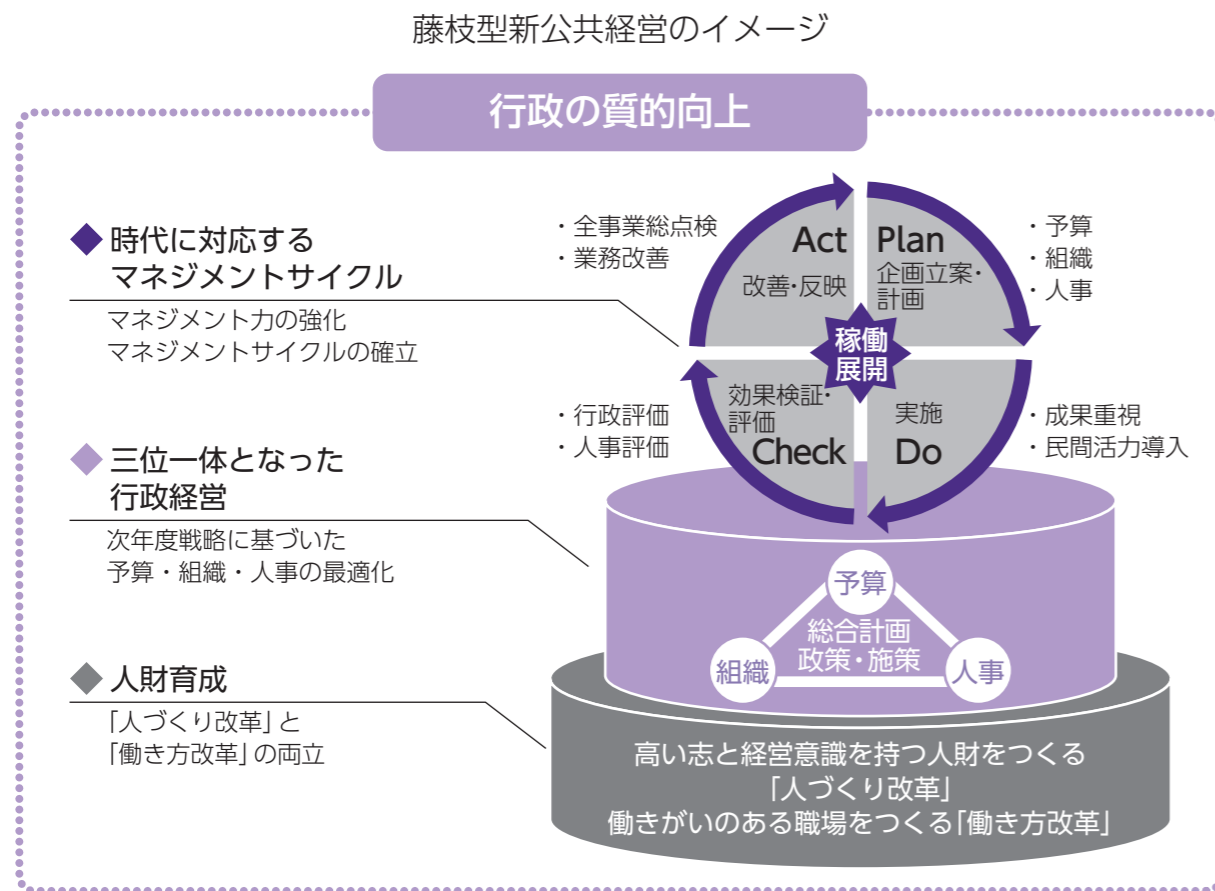 藤枝型新公共経営のイメージ
行政の質的向上
◆ 時代に対応する
マネジメントサイクル
マネジメント力の強化
マネジメントサイクルの確立
◆ 三位一体となった
行政経営
次年度戦略に基づいた
予算・組織・人事の最適化
◆ 人財育成
「人づくり改革」と
「働き方改革」の両立
・全事業総点検
・業務改善
Act
改善・反映
Plan
企画立案・
計画
・予算
・組織
・人事
稼働
展開
・行政評価
・人事評価
効果検証・
評価
Check
実施
Do
・成果重視
・民間活力導入
予算
総合計画
政策・施策
組織
人事
高い志と経営意識を持つ人財をつくる
「人づくり改革」
働きがいのある職場をつくる「働き方改革」